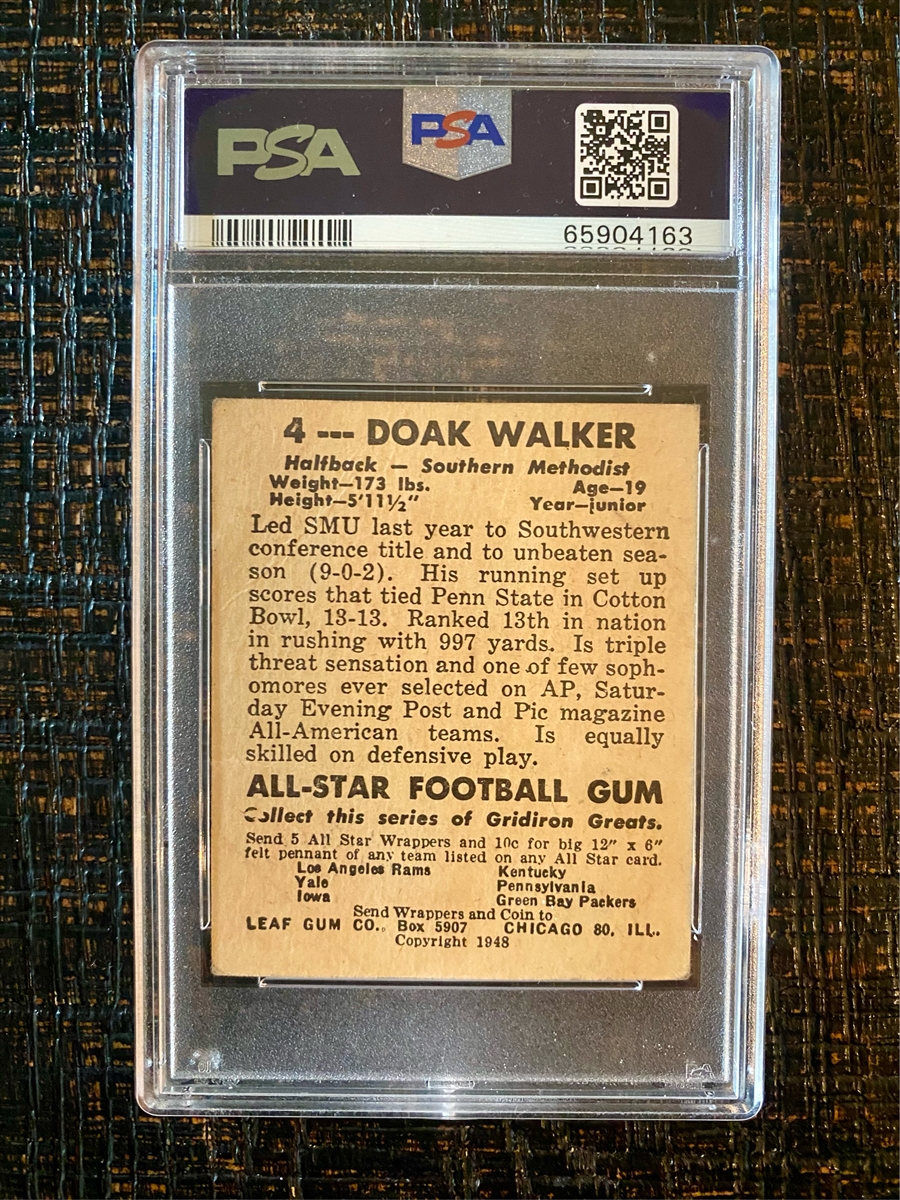 PSA
PSA
65904163
4 --- DOAK WALKER
Halfback — Southern Methodist
Weight—173 lbs. Age—19
Height—5'11½" Year—junior
Led SMU last year to Southwestern
conference title and to unbeaten sea-
son (9-0-2). His running set up
scores that tied Penn State in Cotton
Bowl, 13-13. Ranked 13th in nation
in rushing with 997 yards. Is triple
threat sensation and one of few soph-
omores ever selected on AP, Satur-
day Evening Post and Pic magazine
All-American teams. Is equally
skilled on defensive play.
ALL-STAR FOOTBALL GUM
Collect this series of Gridiron Greats.
Send 5 All Star Wrappers and 10c for big 12" x 6"
felt pennant of any team listed on any All Star card.
Los Angeles Rams Kentucky
Yale Pennsylvania
Iowa Green Bay Packers
Send Wrappers and Coin to
LEAF GUM CO., Box 5907 CHICAGO 80, ILL.
Copyright 1948